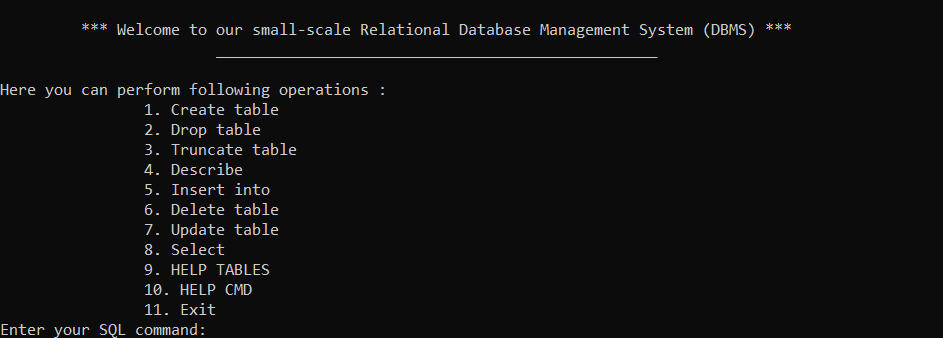 *** Welcome to our small-scale Relational Database Management System (DBMS) ***
_________________________________________________
Here you can perform following operations :
1. Create table
2. Drop table
3. Truncate table
4. Describe
5. Insert into
6. Delete table
7. Update table
8. Select
9. HELP TABLES
10. HELP CMD
11. Exit
Enter your SQL command: